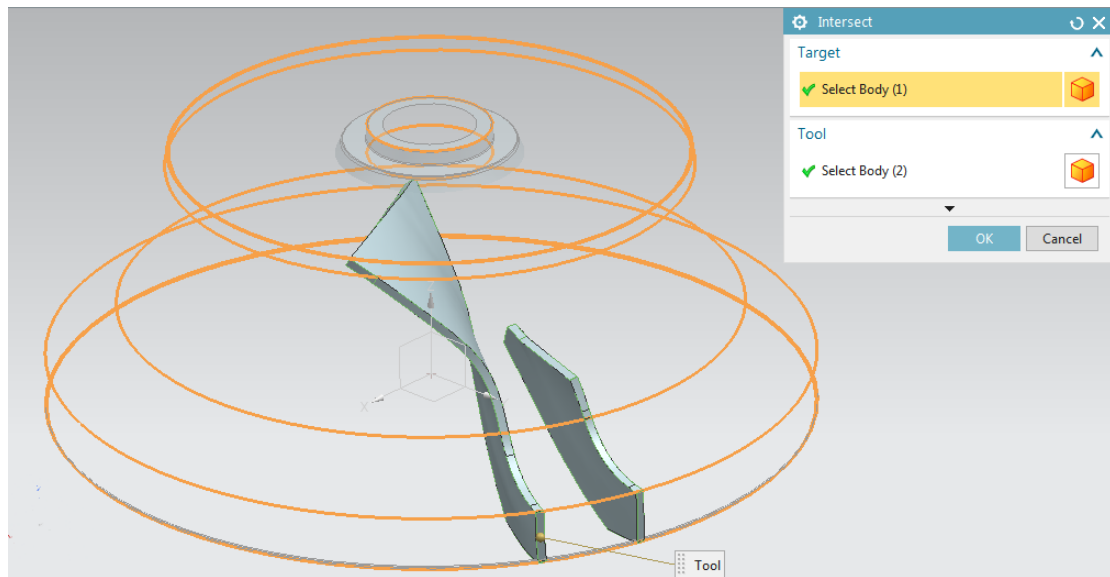 Intersect
Target
Select Body (1)
Tool
Select Body (2)
OK
Cancel
X
Tool